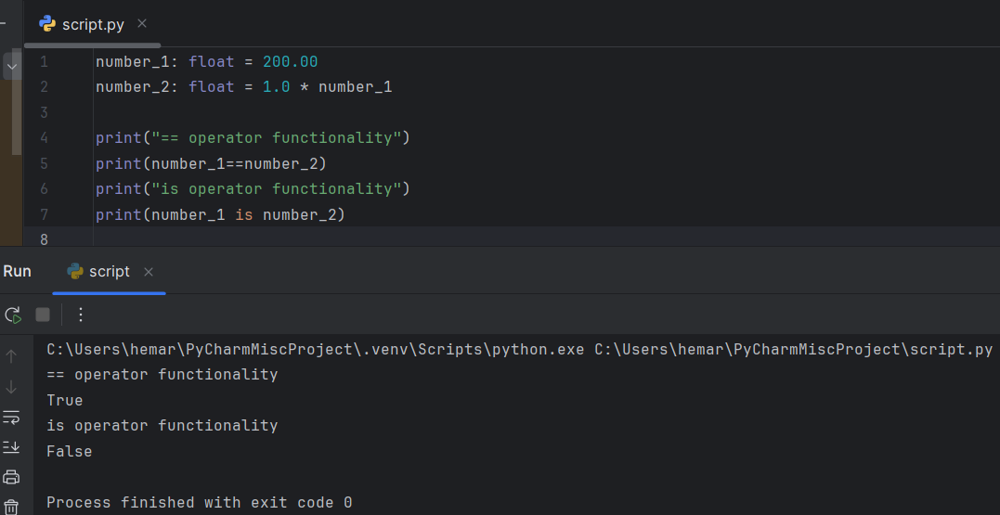 script.py
1 number_1: float = 200.00
2 number_2: float = 1.0 * number_1
3
4 print("== operator functionality")
5 print(number_1==number_2)
6 print("is operator functionality")
7 print(number_1 is number_2)
8
Run script
C:\Users\hemar\PyCharmMiscProject\.venv\Scripts\python.exe C:\Users\hemar\PyCharmMiscProject\script.py
== operator functionality
True
is operator functionality
False
Process finished with exit code 0